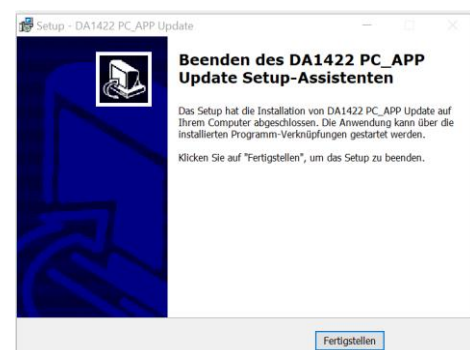 Setup - DA1422 PC_APP Update
Beenden des DA1422 PC_APP
Update Setup-Assistenten
Das Setup hat die Installation von DA1422 PC_APP Update auf
Ihrem Computer abgeschlossen. Die Anwendung kann über die
installierten Programm-Verknüpfungen gestartet werden.
Klicken Sie auf "Fertigstellen", um das Setup zu beenden.
Fertigstellen